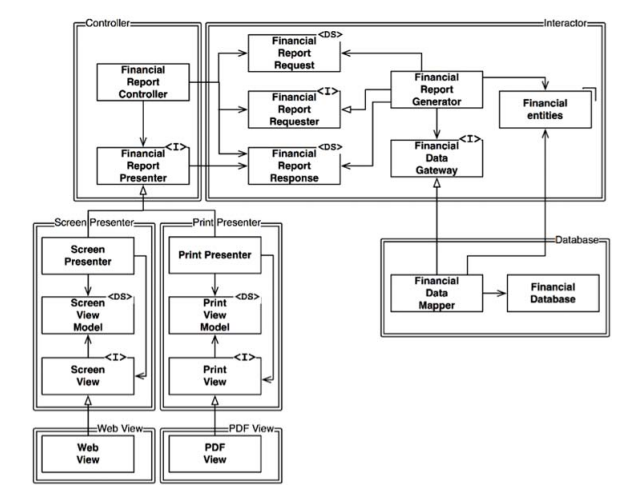 Controller
Interactor
<DS>
Financial
Report
Request
Financial
Report
Controller
Financial
Report
Generator
<I>
Financial
Report
Requester
Financial
entities
<I>
Financial
Report
Presenter
<DS>
Financial
Report
Response
<I>
Financial
Data
Gateway
Screen Presenter
Print Presenter
Database
Screen
Presenter
Print Presenter
Financial
Data
Mapper
Financial
Database
<DS>
Screen
View
Model
<DS>
Print
View
Model
<I>
Screen
View
<I>
Print
View
Web View
PDF View
Web
View
PDF
View